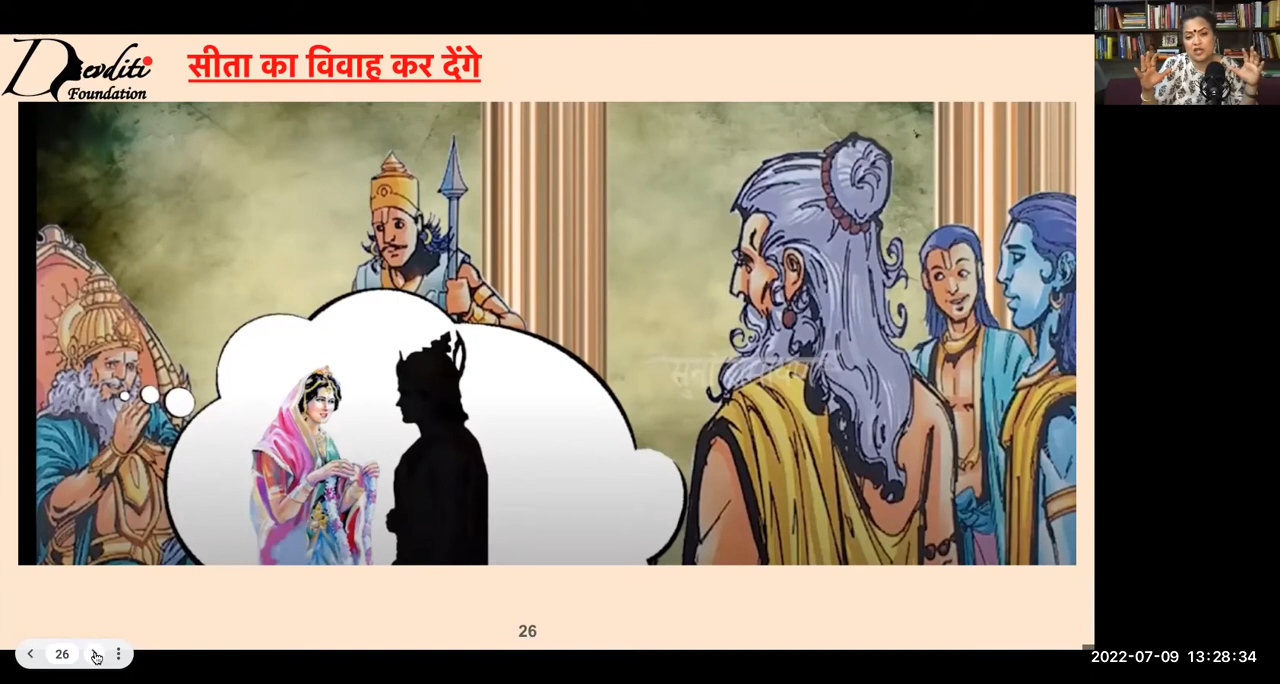 Devditi
Foundation
सीता का विवाह कर देंगे
26
26
2022-07-09 13:28:34